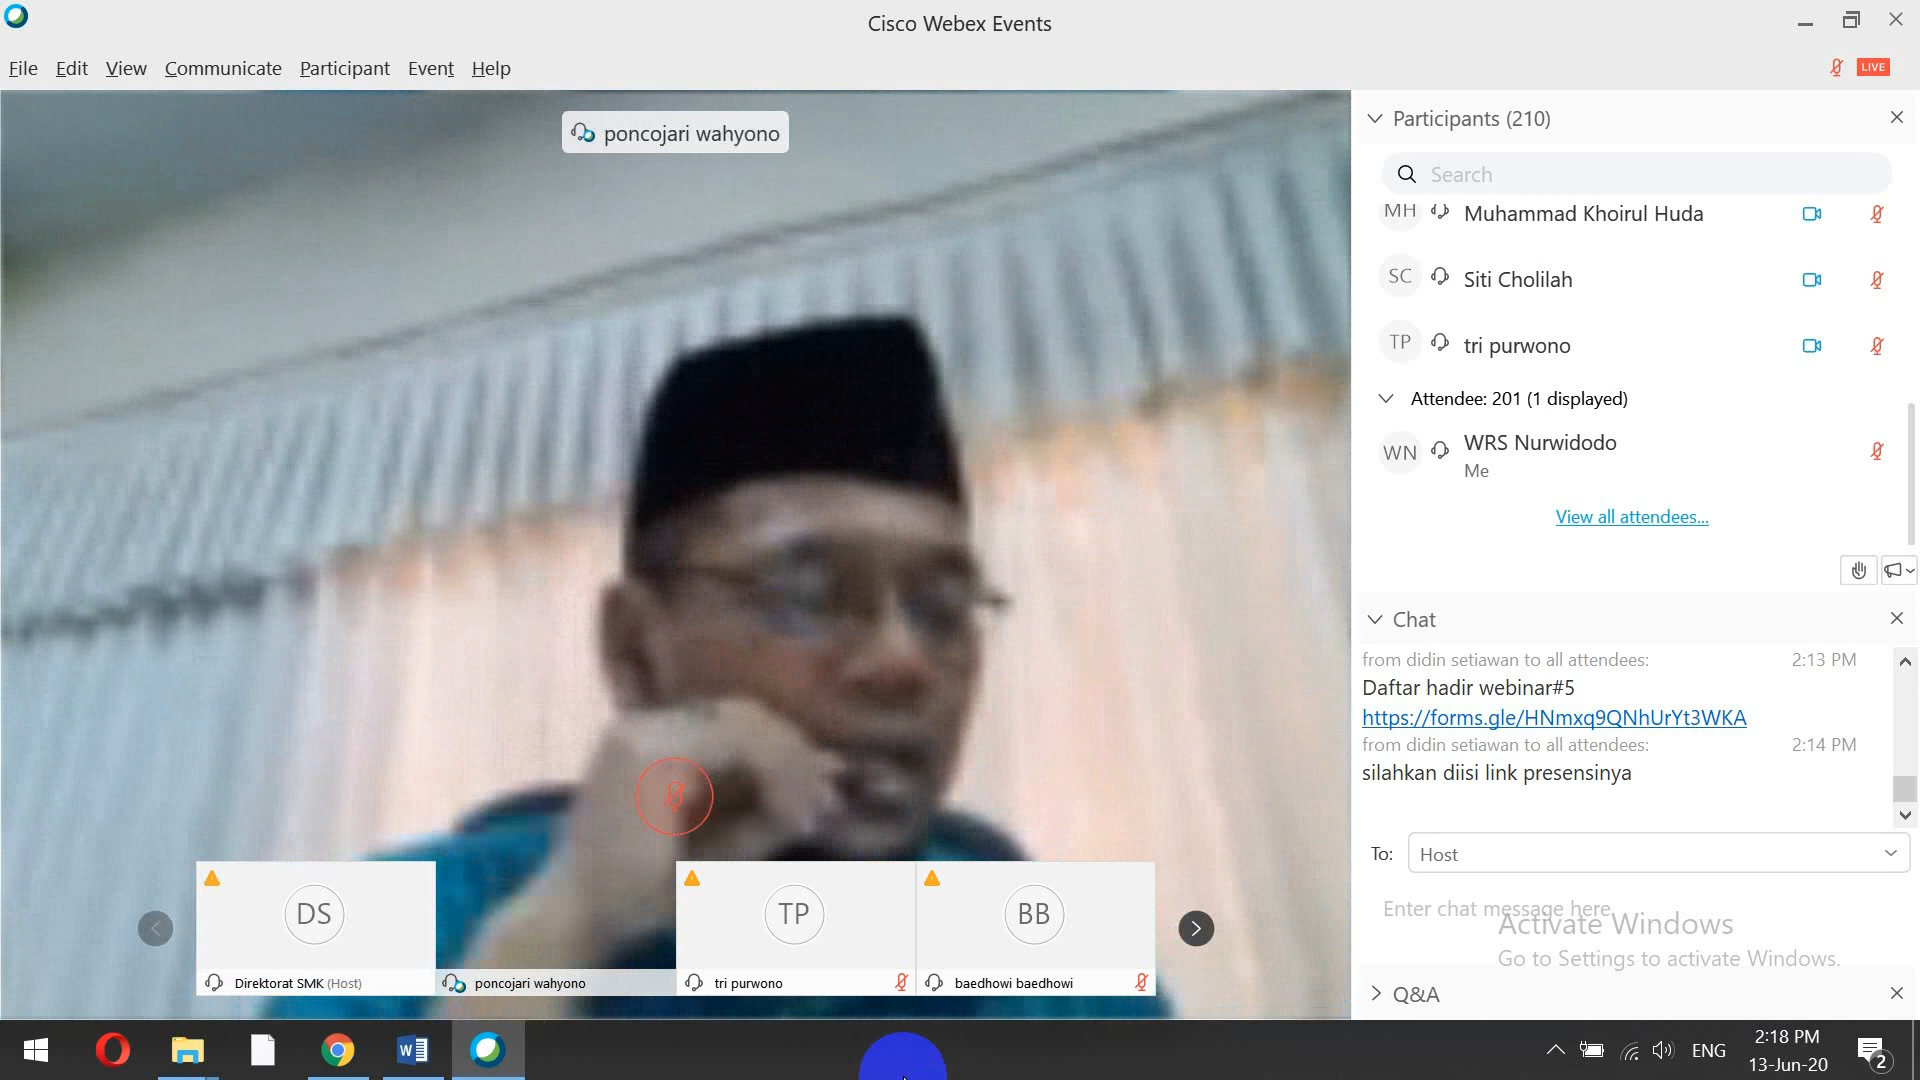 Cisco Webex Events
File Edit View Communicate Participant Event Help
LIVE
poncojari wahyono
DS
Direktorat SMK (Host)
poncojari wahyono
TP
tri purwono
BB
baedhowi baedhowi
Participants (210)
Search
MH Muhammad Khoirul Huda
SC Siti Cholilah
TP tri purwono
Attendee: 201 (1 displayed)
WN WRS Nurwidodo
Me
View all attendees...
Chat
from didin setiawan to all attendees: 2:13 PM
Daftar hadir webinar#5
https://forms.gle/HNmxq9QNhUrYt3WKA
from didin setiawan to all attendees: 2:14 PM
silahkan diisi link presensinya
To: Host
Enter chat message here
Activate Windows
Go to Settings to activate Windows.
Q&A
W
ENG
2:18 PM
13-Jun-20
2